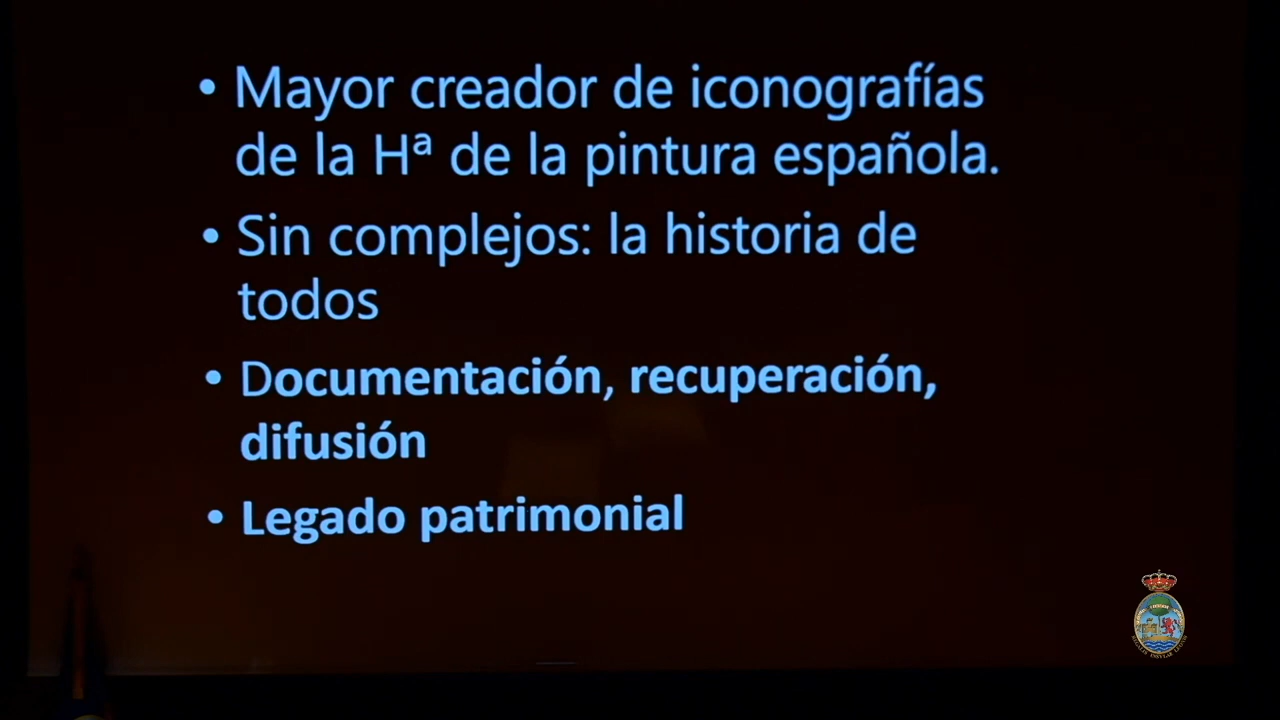 • Mayor creador de iconografías
de la Hª de la pintura española.
• Sin complejos: la historia de
todos
• Documentación, recuperación,
difusión
• Legado patrimonial